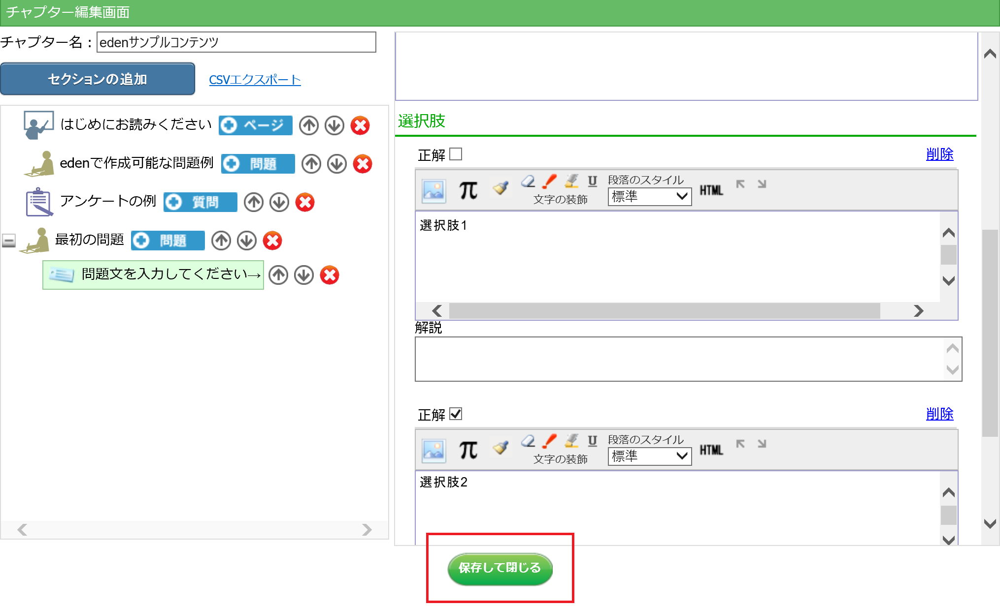 チャプター編集画面
チャプター名：edenサンプルコンテンツ
セクションの追加 CSVエクスポート
はじめにお読みください ページ
edenで作成可能な問題例 問題
アンケートの例 質問
最初の問題 問題
問題文を入力してください→
選択肢
正解 削除
文字の装飾 U 段落のスタイル 標準 HTML
選択肢1
解説
正解 削除
文字の装飾 U 段落のスタイル 標準 HTML
選択肢2
保存して閉じる